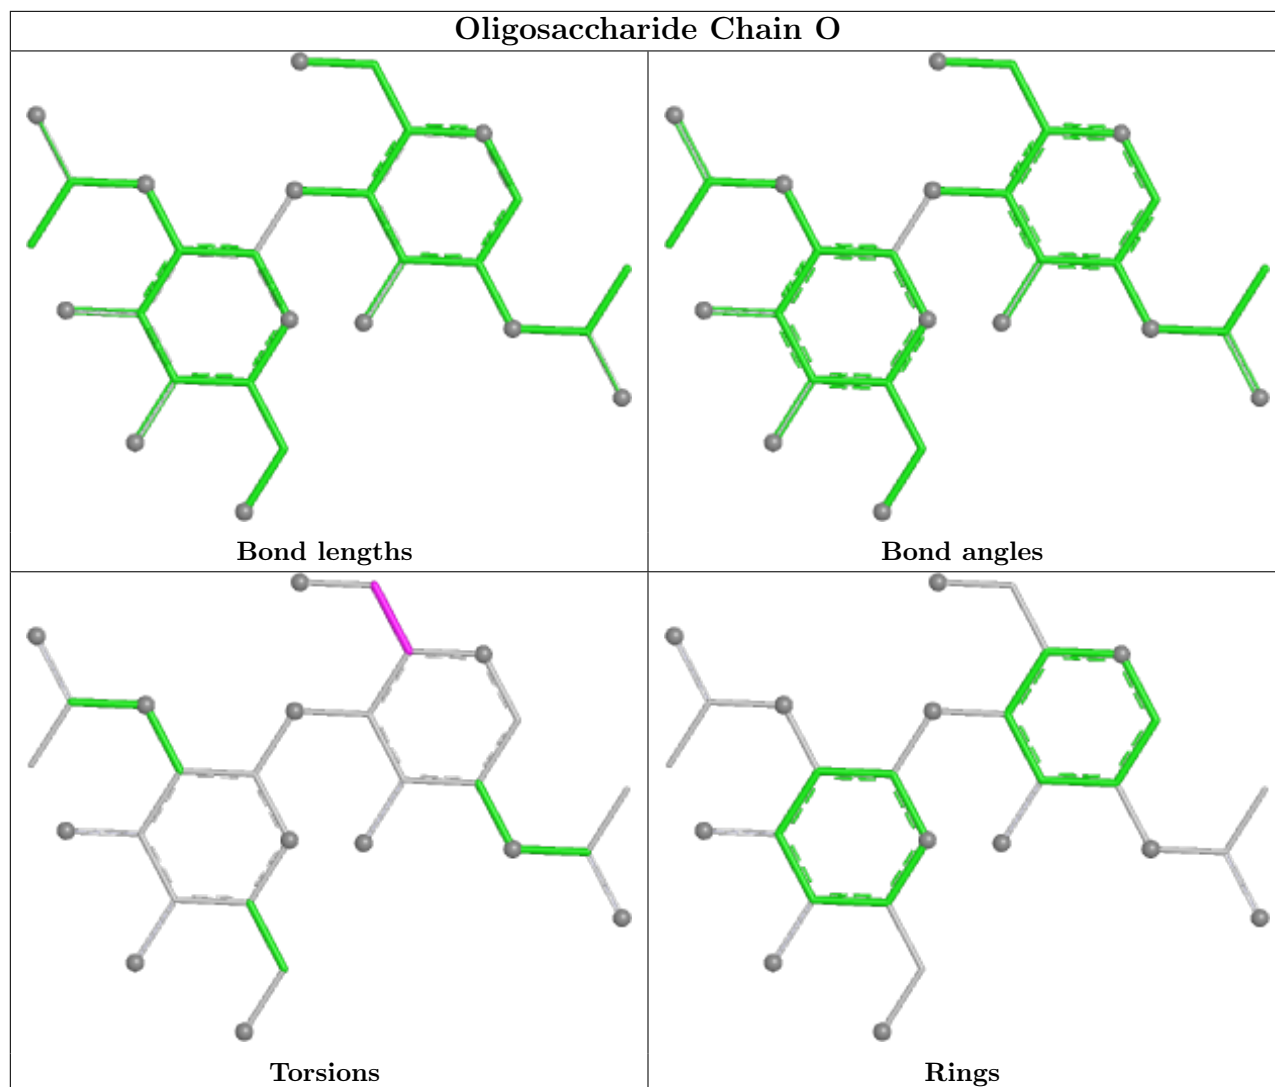 Oligosaccharide Chain O
Bond lengths
Bond angles
Torsions
Rings